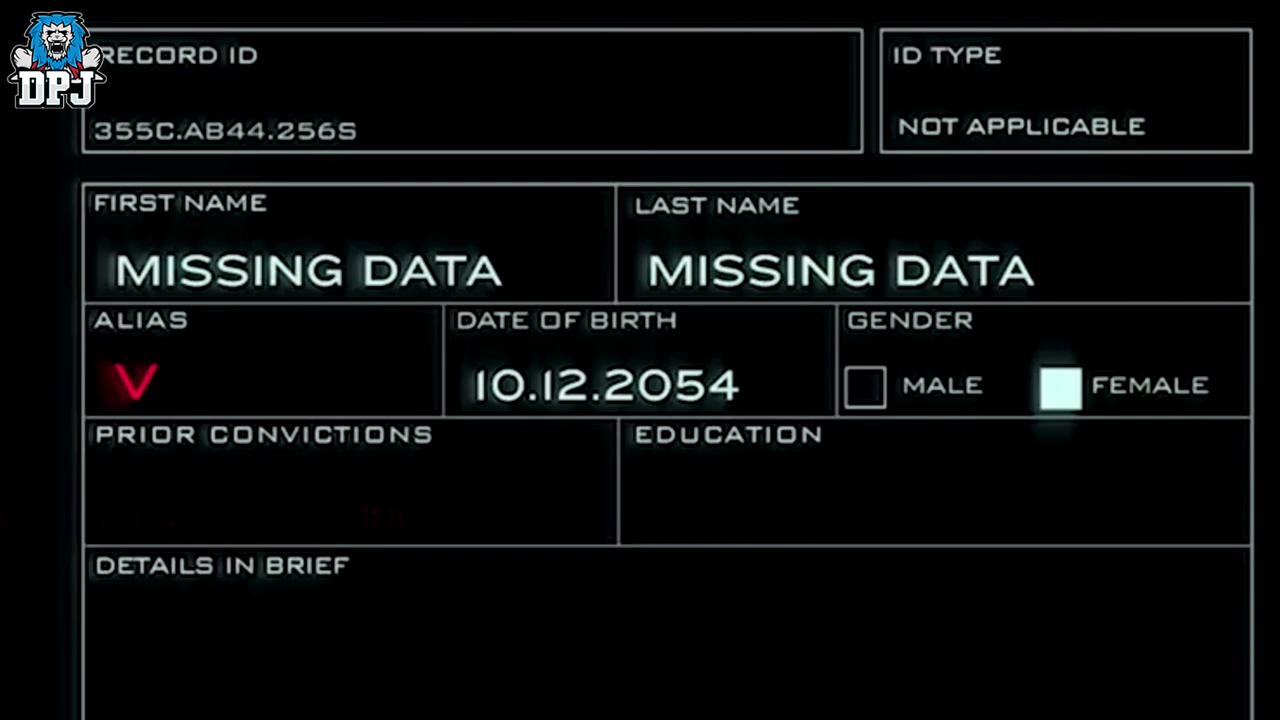 DPJ
RECORD ID
355C.AB44.256S
ID TYPE
NOT APPLICABLE
FIRST NAME
MISSING DATA
LAST NAME
MISSING DATA
ALIAS
V
DATE OF BIRTH
10.12.2054
GENDER
MALE
FEMALE
PRIOR CONVICTIONS
EDUCATION
DETAILS IN BRIEF